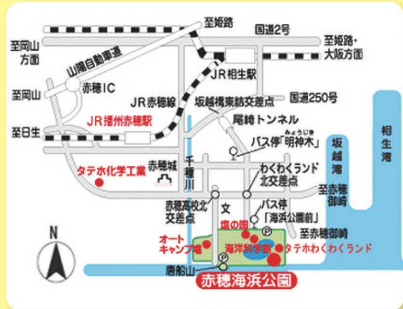 至姫路
国道2号
至岡山
方面
山陽自動車道
JR相生駅
至姫路・
大阪方面
赤穂IC
JR赤穂線
坂越橋東詰交差点
至岡山
国道250号
JR播州赤穂駅
尾崎トンネル
至日生
バス停「明神木」
みょうじぎ
坂越湾
相生湾
タテホ化学工業
赤穂城
千種川
わくわくランド
北交差点
至赤穂
御崎
赤穂高校北
交差点
文
バス停
「海浜公園前」
塩の国
至赤穂
御崎
オート
キャンプ場
海洋科学館
タテホわくわくランド
P
P
唐船山
赤穂海浜公園
N